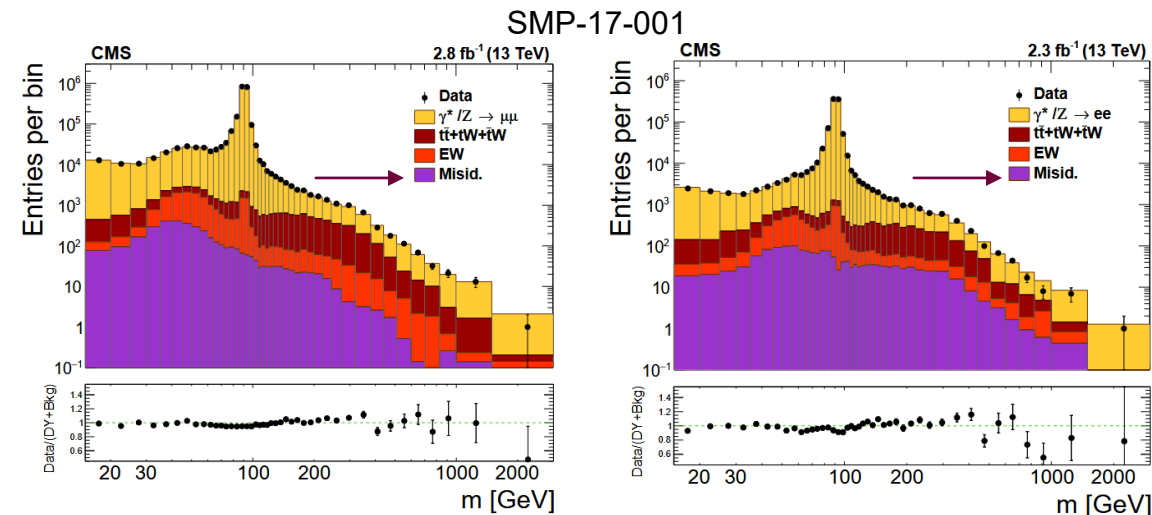 SMP-17-001
CMS
2.8 fb⁻¹ (13 TeV)
Entries per bin
10⁶
10⁵
10⁴
10³
10²
10
1
10⁻¹
Data
γ* /Z → μμ
tt̄+tW+t̄W
EW
Misid.
Data/(DY+Bkg)
1.4
1.2
1
0.8
0.6
20 30 100 200 1000 2000
m [GeV]
CMS
2.3 fb⁻¹ (13 TeV)
Entries per bin
10⁶
10⁵
10⁴
10³
10²
10
1
10⁻¹
Data
γ* /Z → ee
tt̄+tW+t̄W
EW
Misid.
Data/(DY+Bkg)
1.4
1.2
1
0.8
0.6
20 30 100 200 1000 2000
m [GeV]